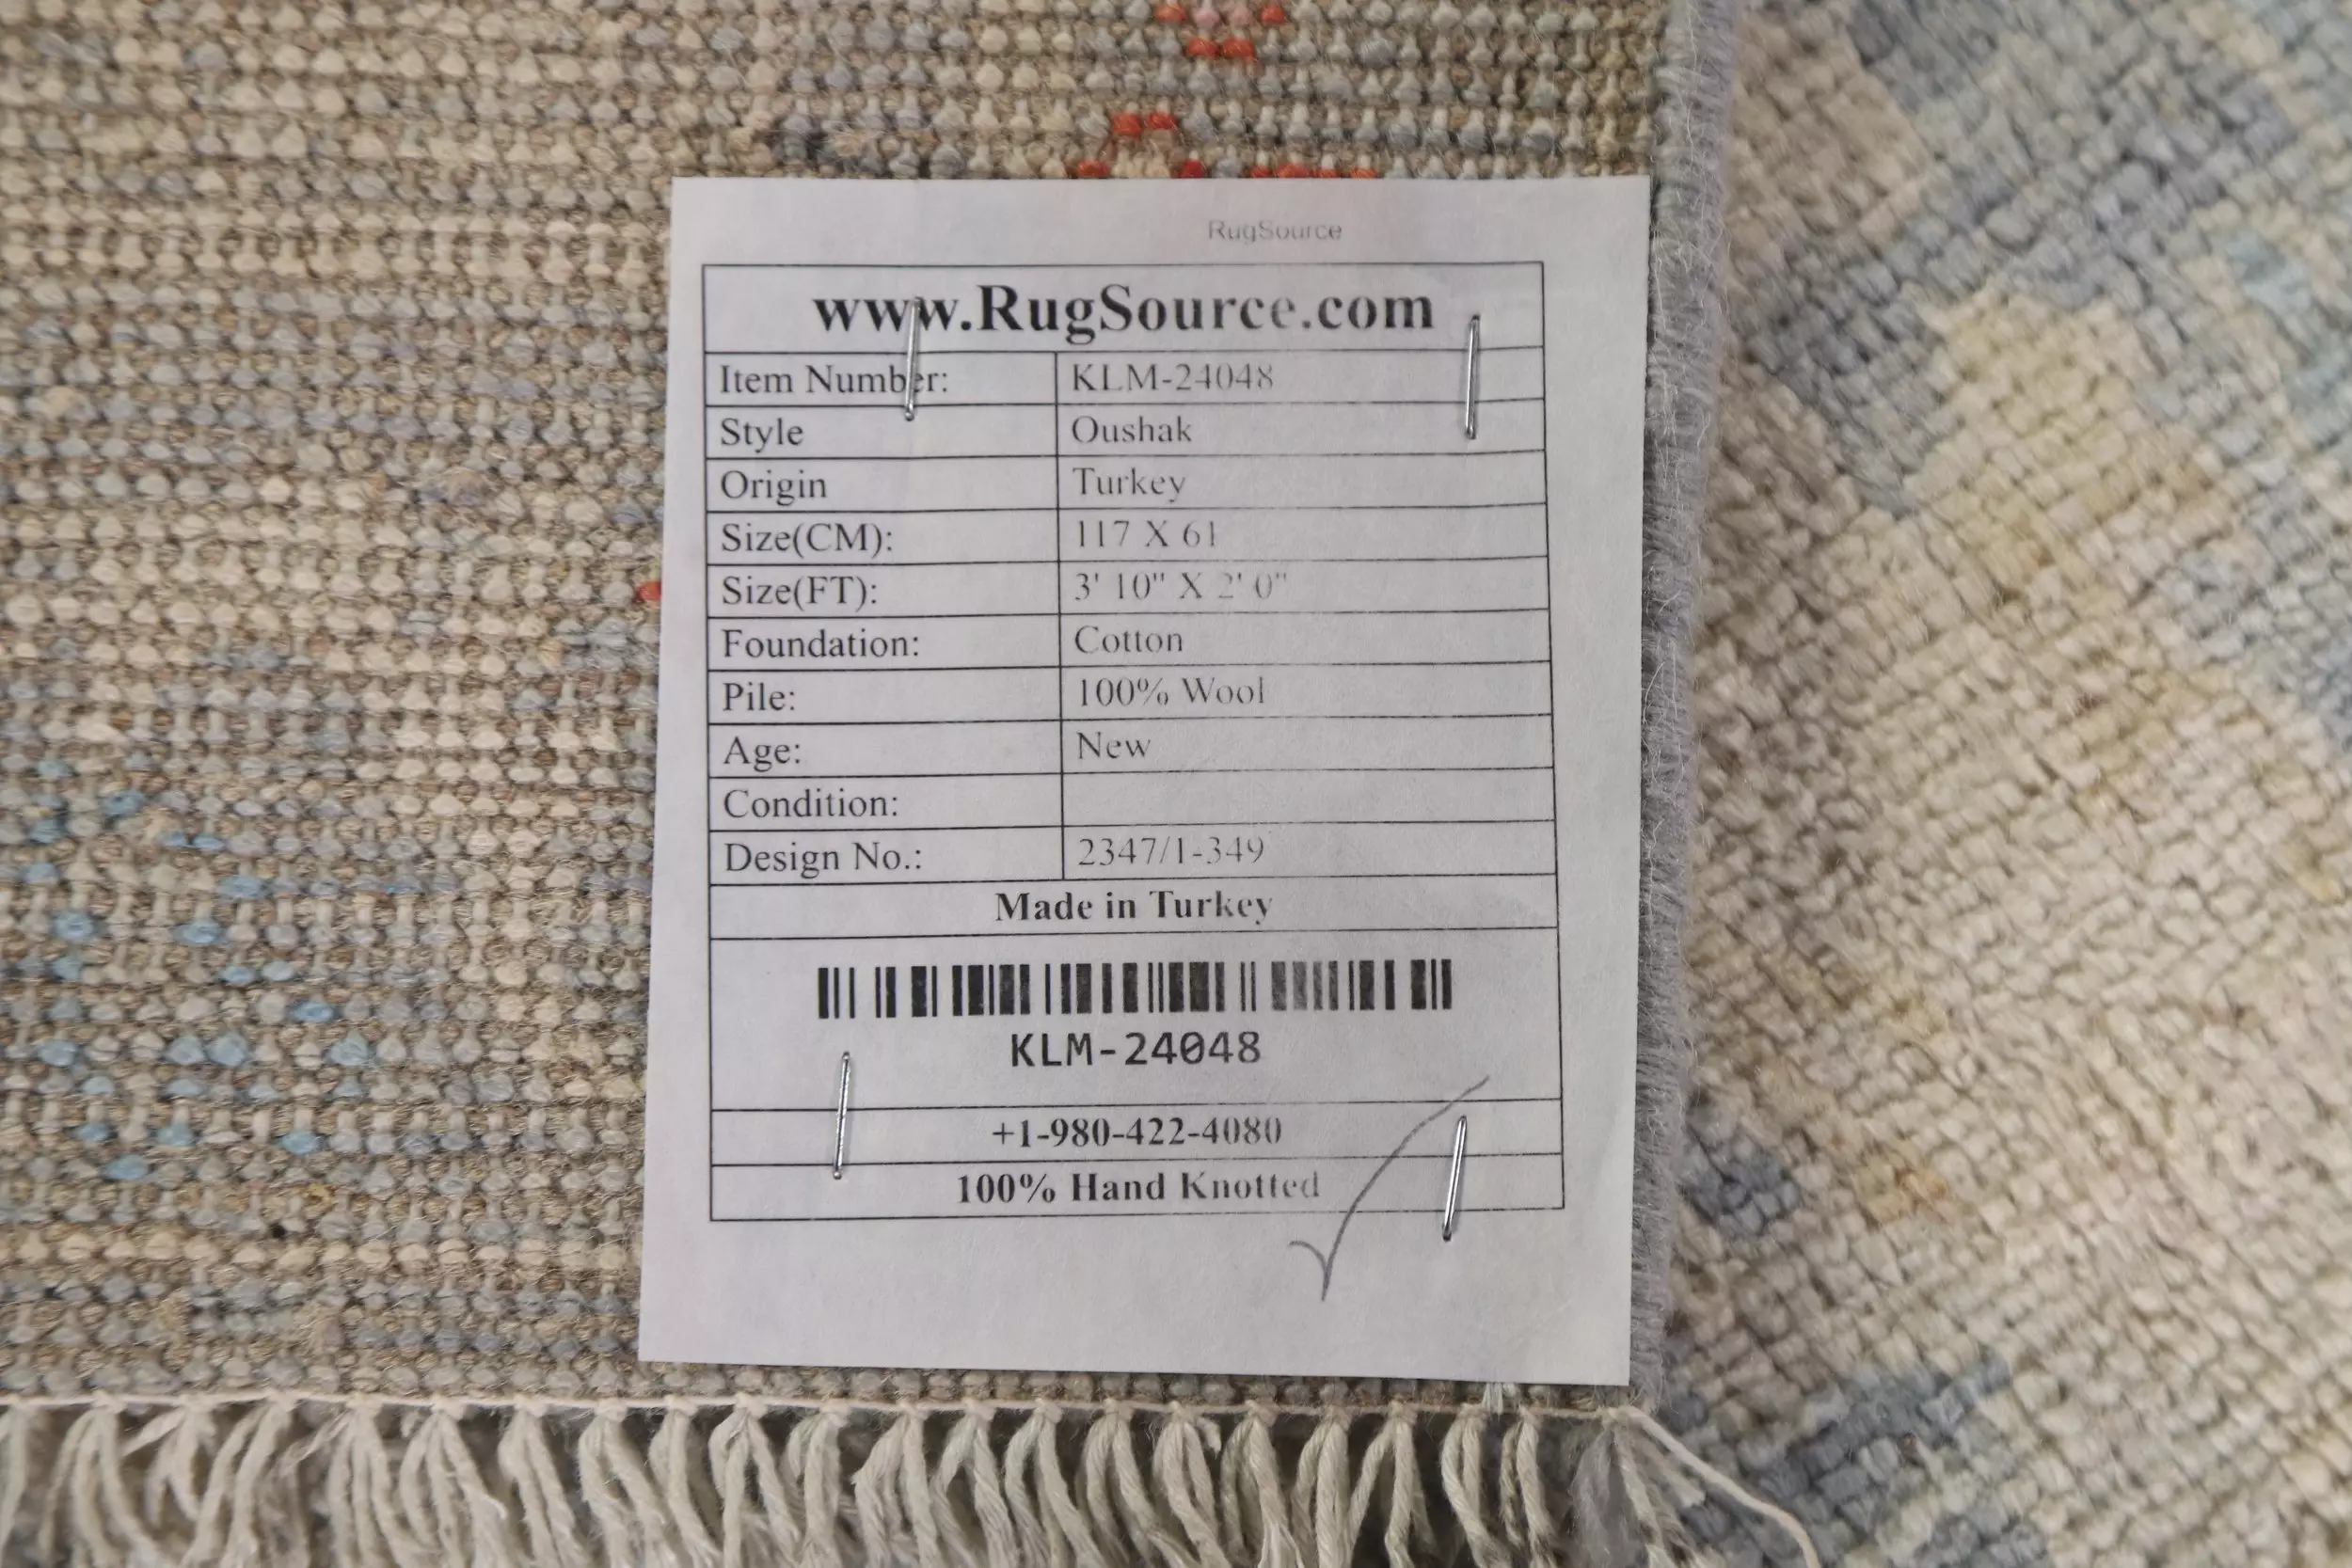 RugSource
www.RugSource.com
Item Number: KLM-24048
Style Oushak
Origin Turkey
Size(CM): 117 X 61
Size(FT): 3' 10" X 2' 0"
Foundation: Cotton
Pile: 100% Wool
Age: New
Condition:
Design No.: 2347/1-349
Made in Turkey
KLM-24048
+1-980-422-4080
100% Hand Knotted